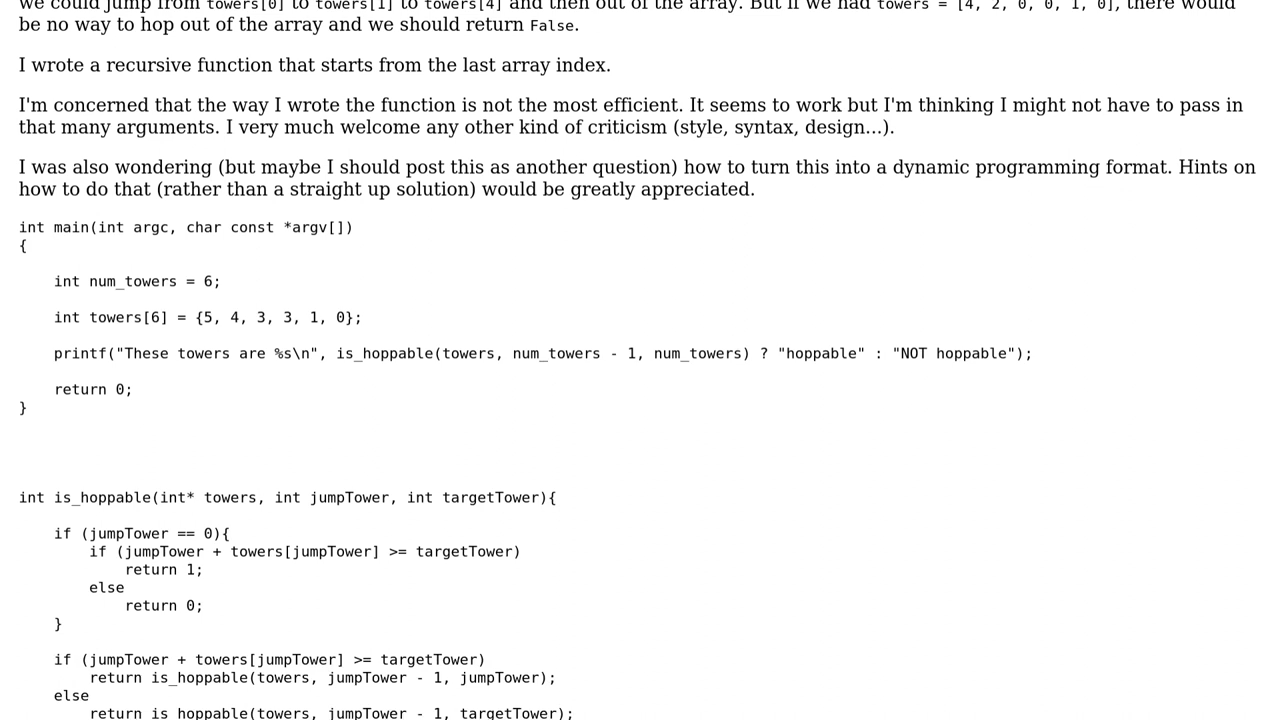 we could jump from towers[0] to towers[1] to towers[4] and then out of the array. But if we had towers = [4, 2, 0, 0, 1, 0], there would
be no way to hop out of the array and we should return False.
I wrote a recursive function that starts from the last array index.
I'm concerned that the way I wrote the function is not the most efficient. It seems to work but I'm thinking I might not have to pass in
that many arguments. I very much welcome any other kind of criticism (style, syntax, design...).
I was also wondering (but maybe I should post this as another question) how to turn this into a dynamic programming format. Hints on
how to do that (rather than a straight up solution) would be greatly appreciated.
int main(int argc, char const *argv[])
{
    int num_towers = 6;
    int towers[6] = {5, 4, 3, 3, 1, 0};
    printf("These towers are %s\n", is_hoppable(towers, num_towers - 1, num_towers) ? "hoppable" : "NOT hoppable");
    return 0;
}
int is_hoppable(int* towers, int jumpTower, int targetTower){
    if (jumpTower == 0){
        if (jumpTower + towers[jumpTower] >= targetTower)
            return 1;
        else
            return 0;
    }
    if (jumpTower + towers[jumpTower] >= targetTower)
        return is_hoppable(towers, jumpTower - 1, jumpTower);
    else
        return is_hoppable(towers, jumpTower - 1, targetTower);